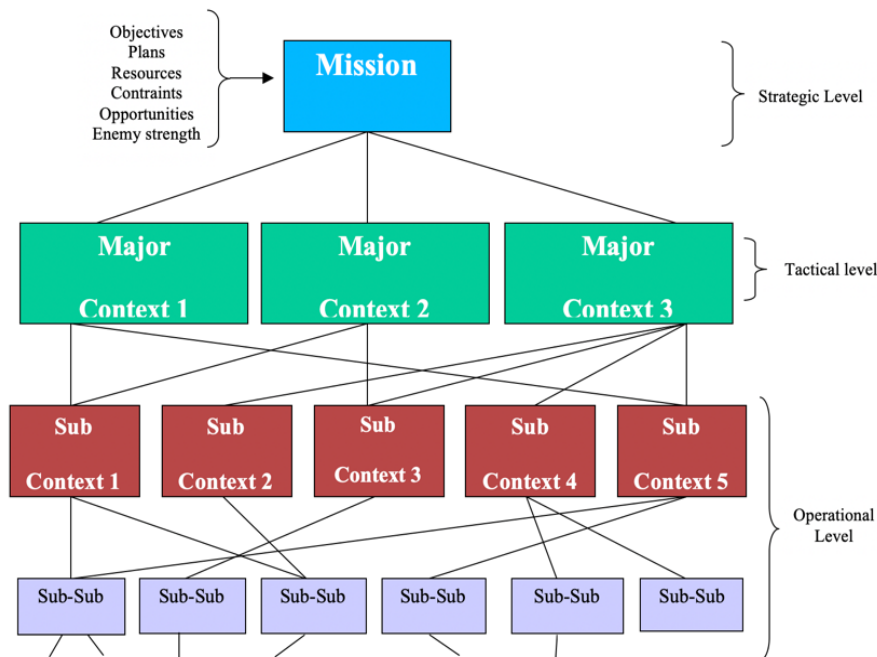 Objectives
Plans
Resources
Contraints
Opportunities
Enemy strength
Mission
Strategic Level
Major
Context 1
Major
Context 2
Major
Context 3
Tactical level
Sub
Context 1
Sub
Context 2
Sub
Context 3
Sub
Context 4
Sub
Context 5
Operational
Level
Sub-Sub
Sub-Sub
Sub-Sub
Sub-Sub
Sub-Sub
Sub-Sub